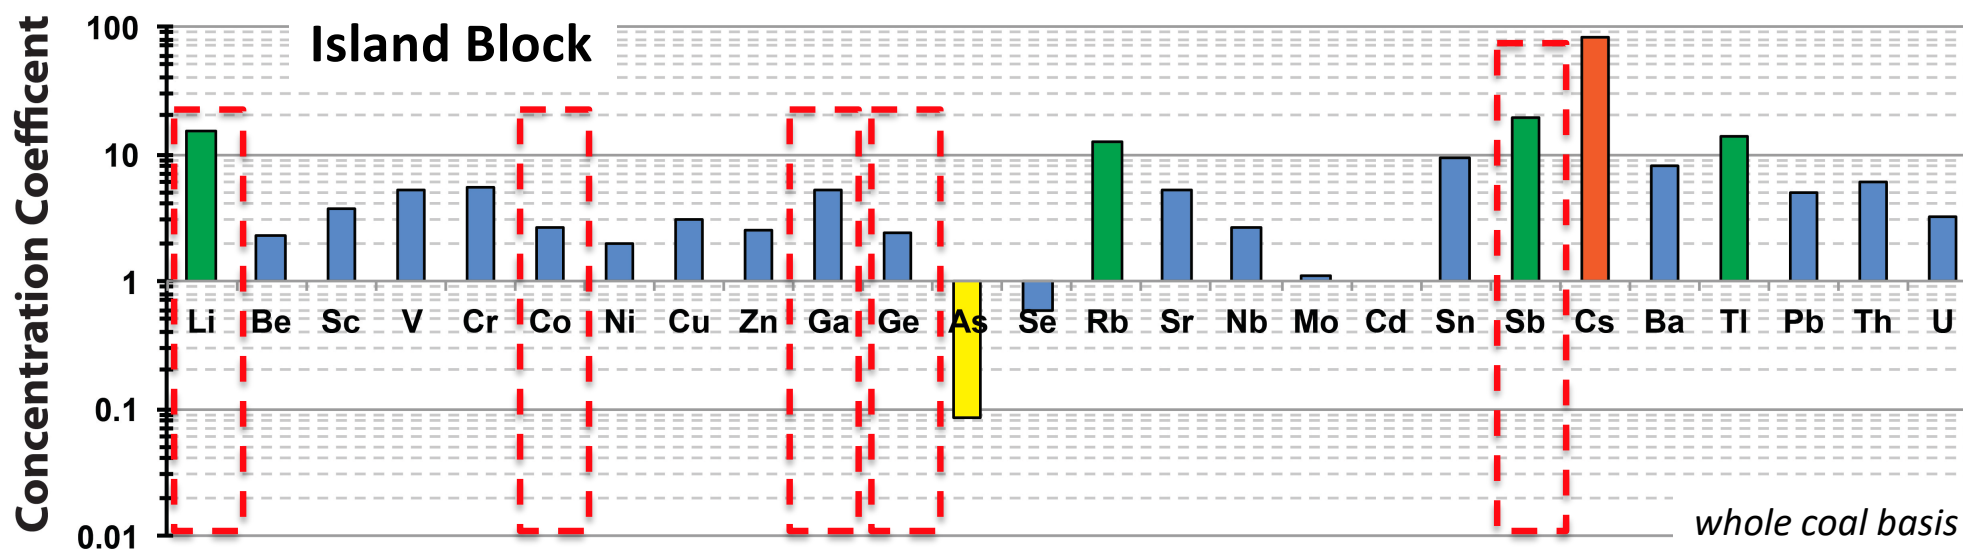 Concentration Coefficent
Island Block
100
10
1
0.1
0.01
Li Be Sc V Cr Co Ni Cu Zn Ga Ge As Se Rb Sr Nb Mo Cd Sn Sb Cs Ba Tl Pb Th U
whole coal basis